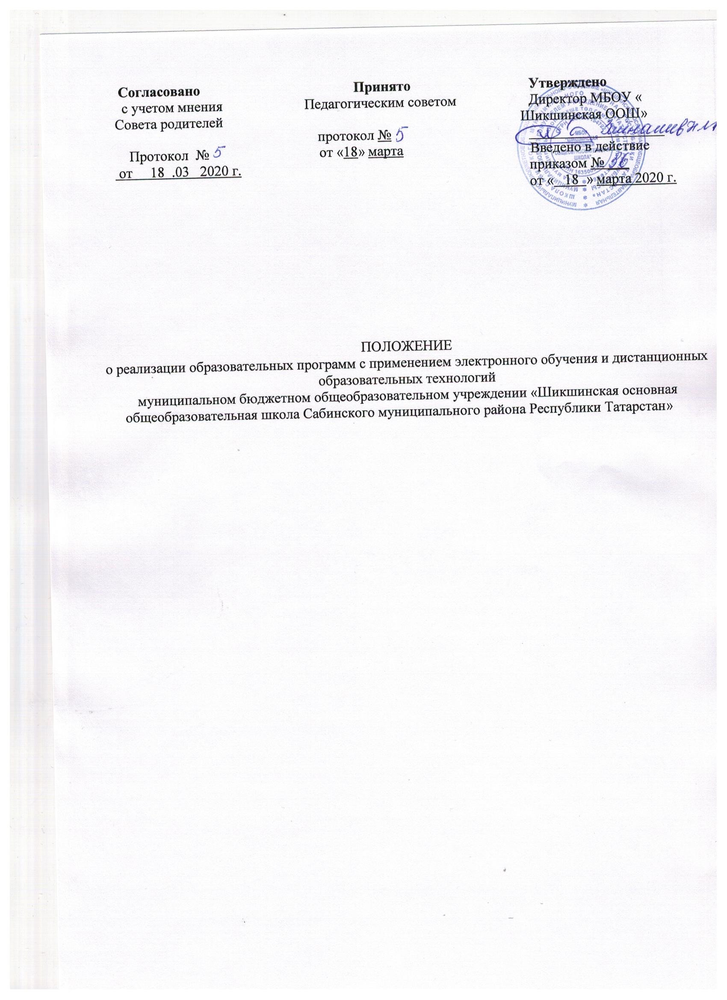 Согласовано
с учетом мнения
Совета родителей
Протокол № 5
от 18 .03 2020 г.
Принято
Педагогическим советом
протокол № 5
от «18» марта
Утверждено
Директор МБОУ «
Шикшинская ООШ»
Введено в действие
приказом № 36
от « 18 » марта 2020 г.
ПОЛОЖЕНИЕ
о реализации образовательных программ с применением электронного обучения и дистанционных
образовательных технологий
муниципальном бюджетном общеобразовательном учреждении «Шикшинская основная
общеобразовательная школа Сабинского муниципального района Республики Татарстан»